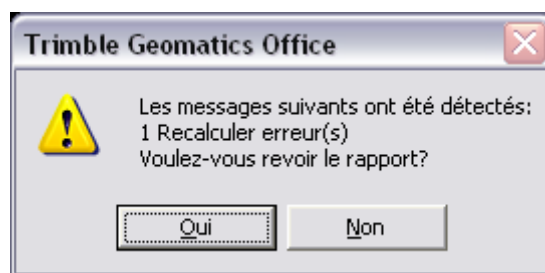 Trimble Geomatics Office
Les messages suivants ont été détectés:
1 Recalculer erreur(s)
Voulez-vous revoir le rapport?
Oui
Non